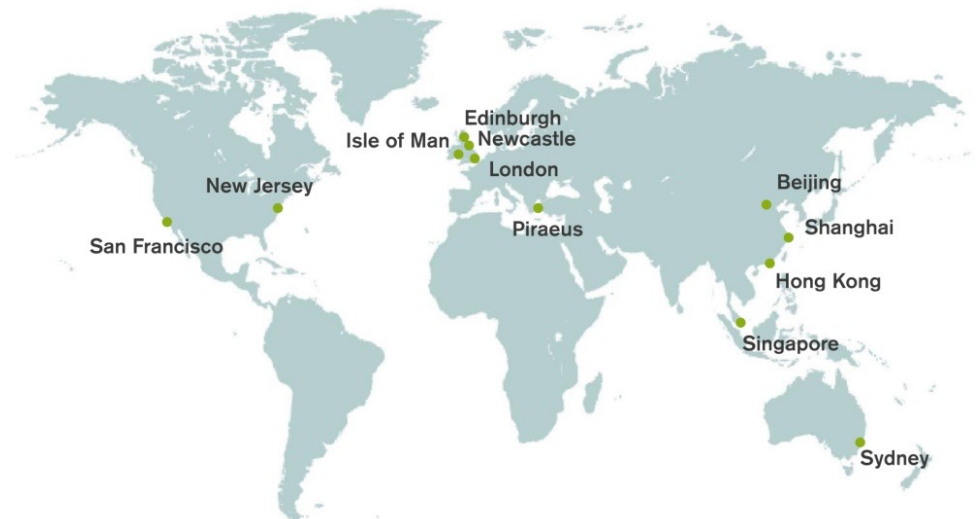 Edinburgh
Isle of Man
Newcastle
London
New Jersey
Beijing
Piraeus
Shanghai
San Francisco
Hong Kong
Singapore
Sydney